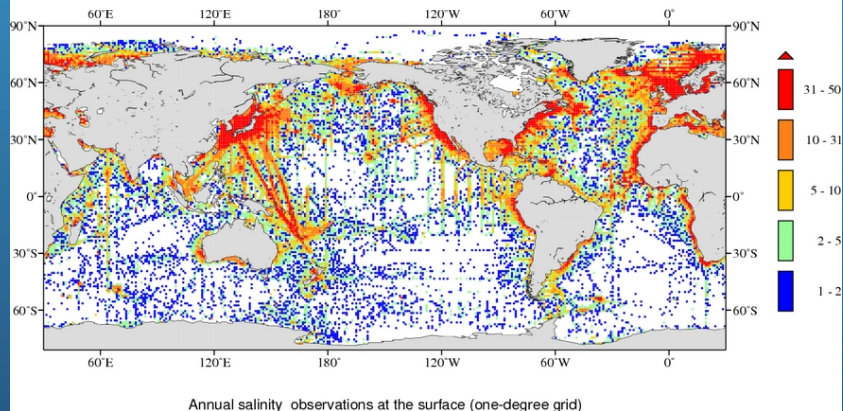 60˚E 120˚E 180˚ 120˚W 60˚W 0˚
90˚N 90˚N
60˚N 60˚N
30˚N 30˚N
0˚ 0˚
30˚S 30˚S
60˚S 60˚S
60˚E 120˚E 180˚ 120˚W 60˚W 0˚
31 - 50
10 - 31
5 - 10
2 - 5
1 - 2
Annual salinity observations at the surface (one-degree grid)